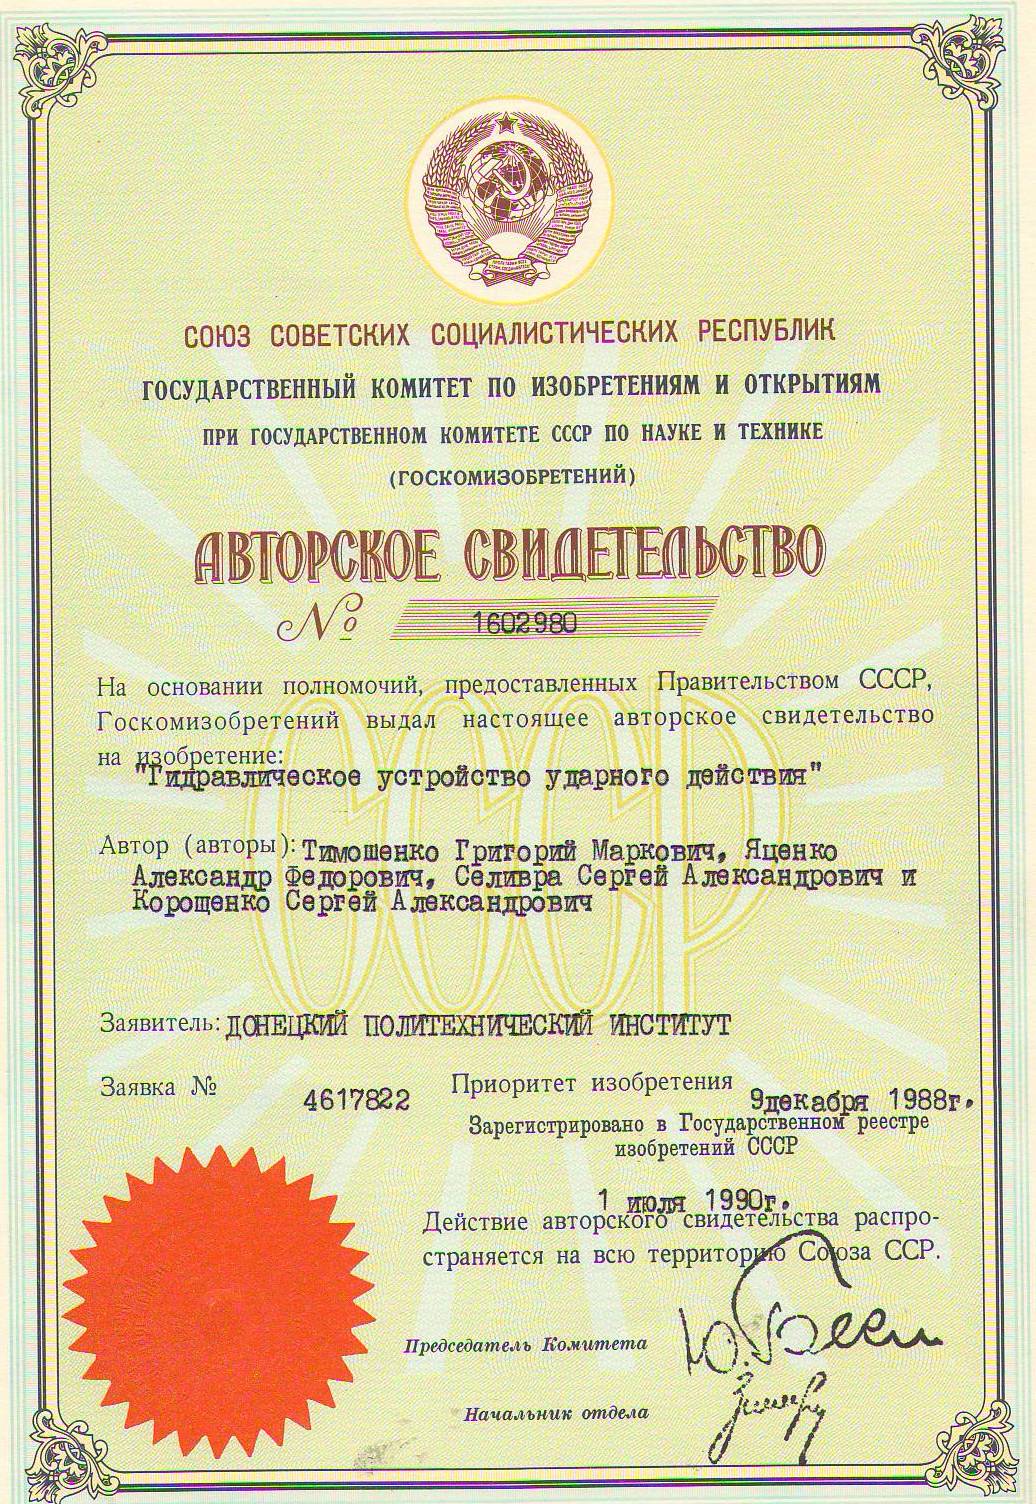 СОЮЗ СОВЕТСКИХ СОЦИАЛИСТИЧЕСКИХ РЕСПУБЛИК
ГОСУДАРСТВЕННЫЙ КОМИТЕТ ПО ИЗОБРЕТЕНИЯМ И ОТКРЫТИЯМ
ПРИ ГОСУДАРСТВЕННОМ КОМИТЕТЕ СССР ПО НАУКЕ И ТЕХНИКЕ
(ГОСКОМИЗОБРЕТЕНИЙ)
АВТОРСКОЕ СВИДЕТЕЛЬСТВО
№ 1602980
На основании полномочий, предоставленных Правительством СССР,
Госкомизобретений выдал настоящее авторское свидетельство
на изобретение:
"Гидравлическое устройство ударного действия"
СССР
Автор (авторы): Тимошенко Григорий Маркович, Яценко
Александр Федорович, Селивра Сергей Александрович и
Корощенко Сергей Александрович
Заявитель: ДОНЕЦКИЙ ПОЛИТЕХНИЧЕСКИЙ ИНСТИТУТ
Заявка № 4617822 Приоритет изобретения 9декабря 1988г.
Зарегистрировано в Государственном реестре
изобретений СССР
1 июля 1990г.
Действие авторского свидетельства распро-
страняется на всю территорию Союза ССР.
Председатель Комитета
Начальник отдела